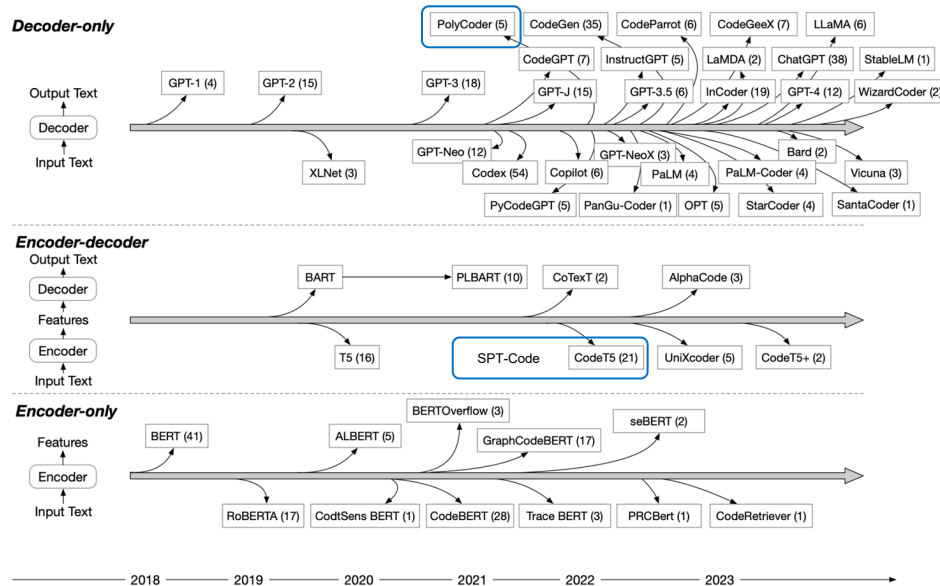 Decoder-only
PolyCoder (5) CodeGen (35) CodeParrot (6) CodeGeeX (7) LLaMA (6)
CodeGPT (7) InstructGPT (5) LaMDA (2) ChatGPT (38) StableLM (1)
GPT-1 (4) GPT-2 (15) GPT-3 (18)
Output Text GPT-J (15) GPT-3.5 (6) InCoder (19) GPT-4 (12) WizardCoder (2)
Decoder
Input Text GPT-Neo (12) GPT-NeoX (3) Bard (2)
XLNet (3) Codex (54) Copilot (6) PaLM (4) PaLM-Coder (4) Vicuna (3)
PyCodeGPT (5) PanGu-Coder (1) OPT (5) StarCoder (4) SantaCoder (1)
Encoder-decoder
Output Text
BART PLBART (10) CoTexT (2) AlphaCode (3)
Decoder
Features
Encoder T5 (16) SPT-Code CodeT5 (21) UniXcoder (5) CodeT5+ (2)
Input Text
Encoder-only
BERTOverflow (3)
seBERT (2)
Features BERT (41) ALBERT (5) GraphCodeBERT (17)
Encoder
Input Text RoBERTA (17) CodtSens BERT (1) CodeBERT (28) Trace BERT (3) PRCBert (1) CodeRetriever (1)
2018 2019 2020 2021 2022 2023